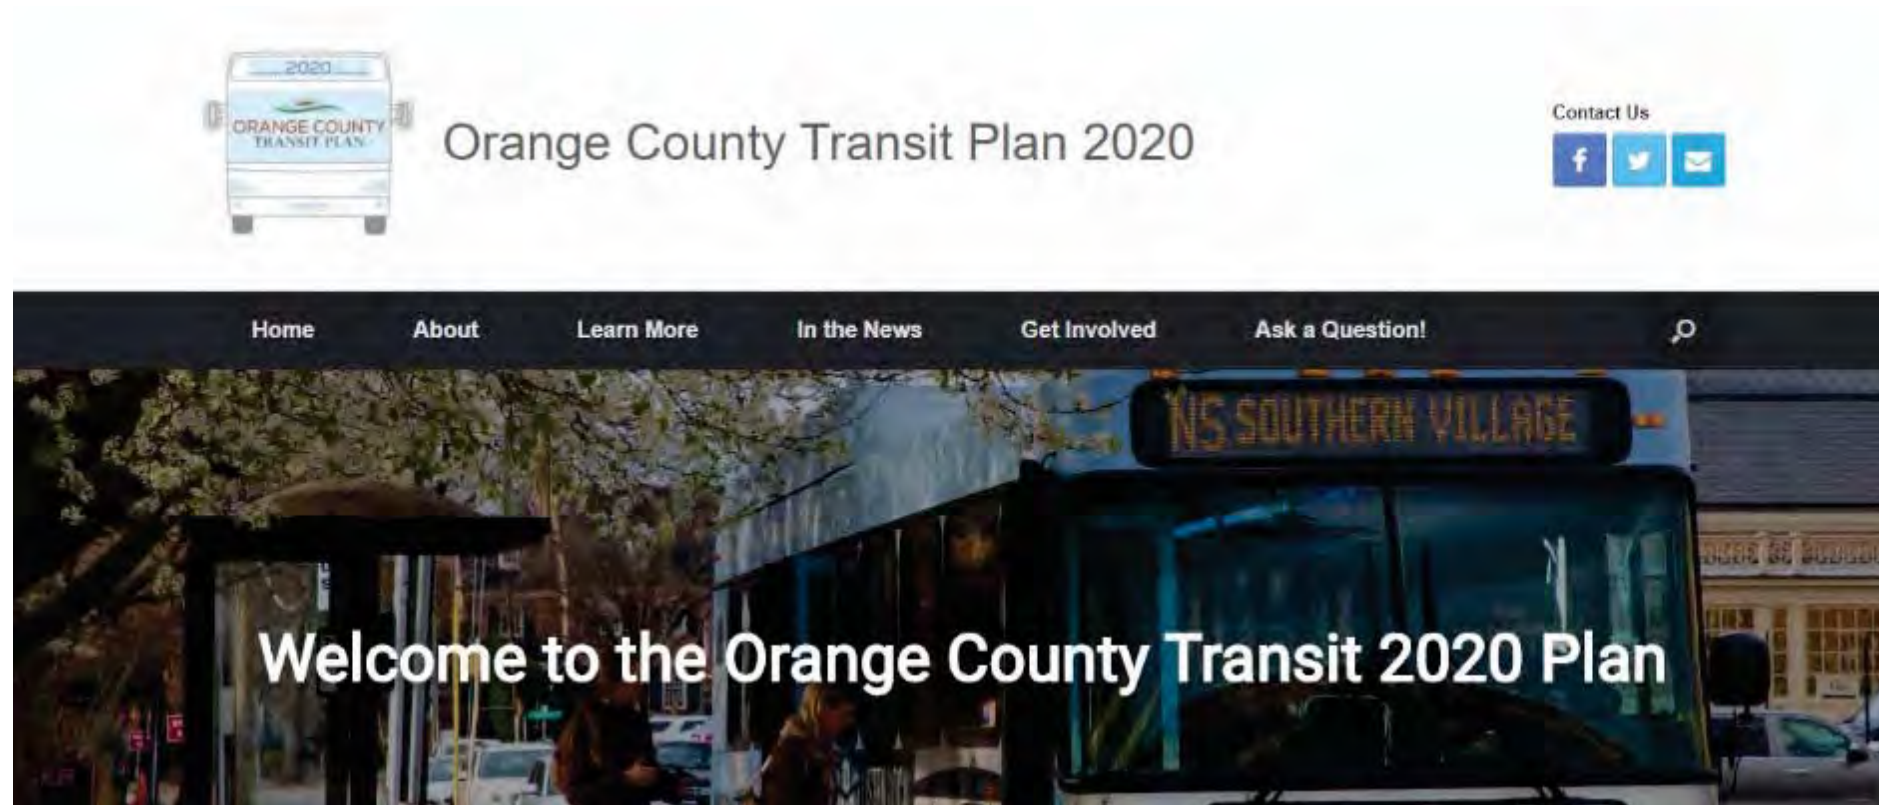 2020
ORANGE COUNTY
TRANSIT PLAN
Orange County Transit Plan 2020
Contact Us
Home About Learn More In the News Get Involved Ask a Question!
NS SOUTHERN VILLAGE
Welcome to the Orange County Transit 2020 Plan